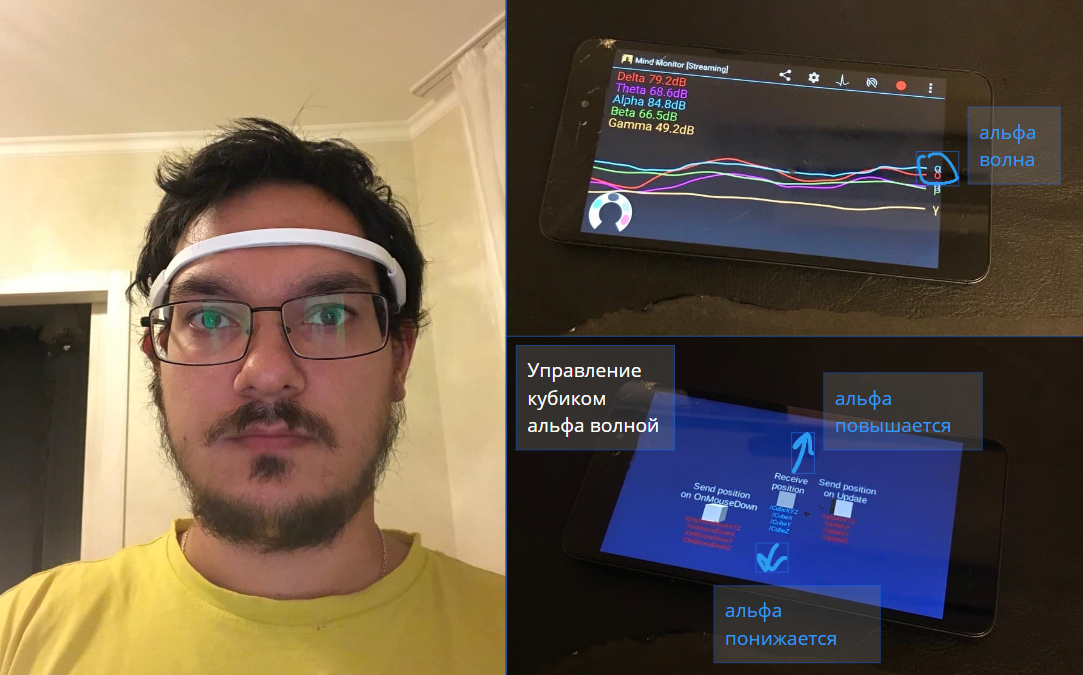 Mind Monitor [Streaming]
Delta 79.2dB
Theta 68.6dB
Alpha 84.8dB
Beta 66.5dB
Gamma 49.2dB
α
β
γ
альфа
волна
Управление
кубиком
альфа волной
альфа
повышается
Send position
on OnMouseDown
Receive
position
/CubeXYZ
/CubeX
/CubeY
/CubeZ
Send position
on Update
альфа
понижается